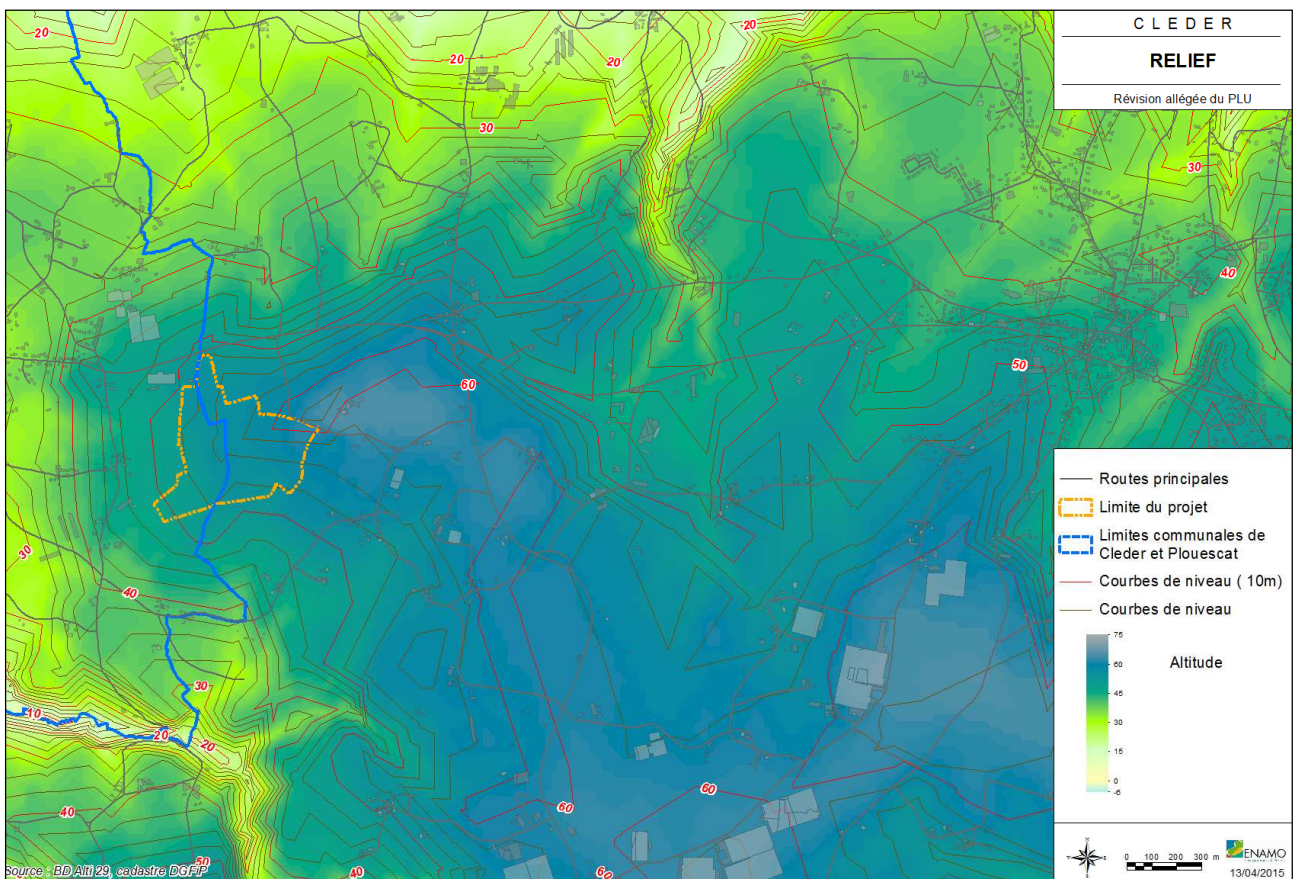 C L E D E R
RELIEF
Révision allégée du PLU
20
20
20
20
30
30
40
60
50
30
40
30
10
20
20
40
50
40
60
60
60
Routes principales
Limite du projet
Limites communales de
Cleder et Plouescat
Courbes de niveau ( 10m)
Courbes de niveau
Altitude
75
60
45
30
15
0
-6
0 100 200 300 m
ENAMO
13/04/2015
Source : BD Alti 29, cadastre DGFiP